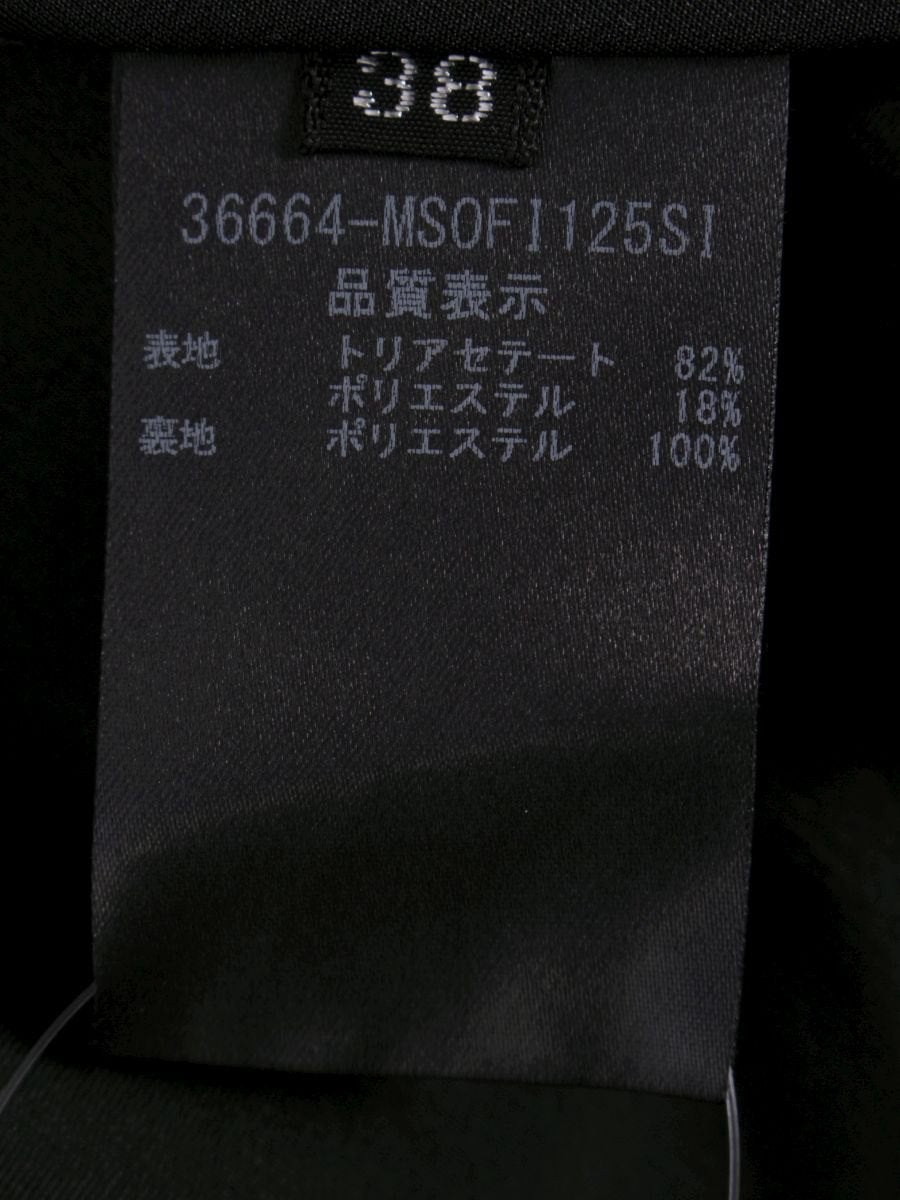 38
36664-MSOFI125SI
品質表示
表地 トリアセテート 82%
ポリエステル 18%
裏地 ポリエステル 100%